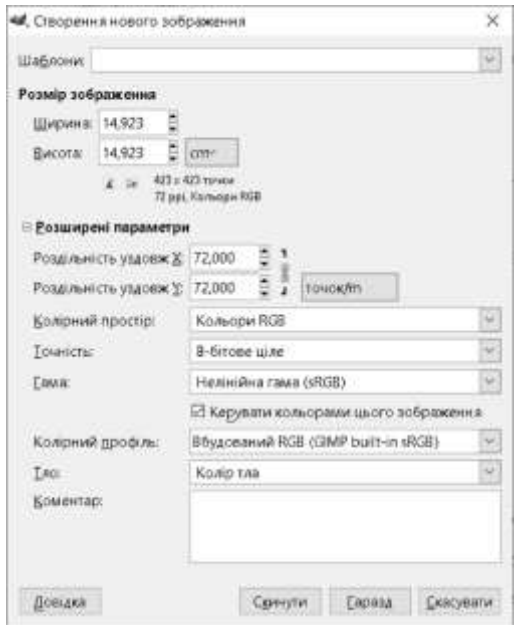 Створення нового зображення
Шаблони:
Розмір зображення
Ширина: 14,923
Висота: 14,923 cm
423 x 423 точки
72 ppi, Кольори RGB
Розширені параметри
Роздільність уздовж X: 72,000
Роздільність уздовж Y: 72,000 точок/in
Колірний простір: Кольори RGB
Точність: 8-бітове ціле
Гама: Нелінійна гама (sRGB)
Керувати кольорами цього зображення
Колірний профіль: Вбудований RGB (GIMP built-in sRGB)
Тло: Колір тла
Коментар:
Довідка Скинути Гаразд Скасувати